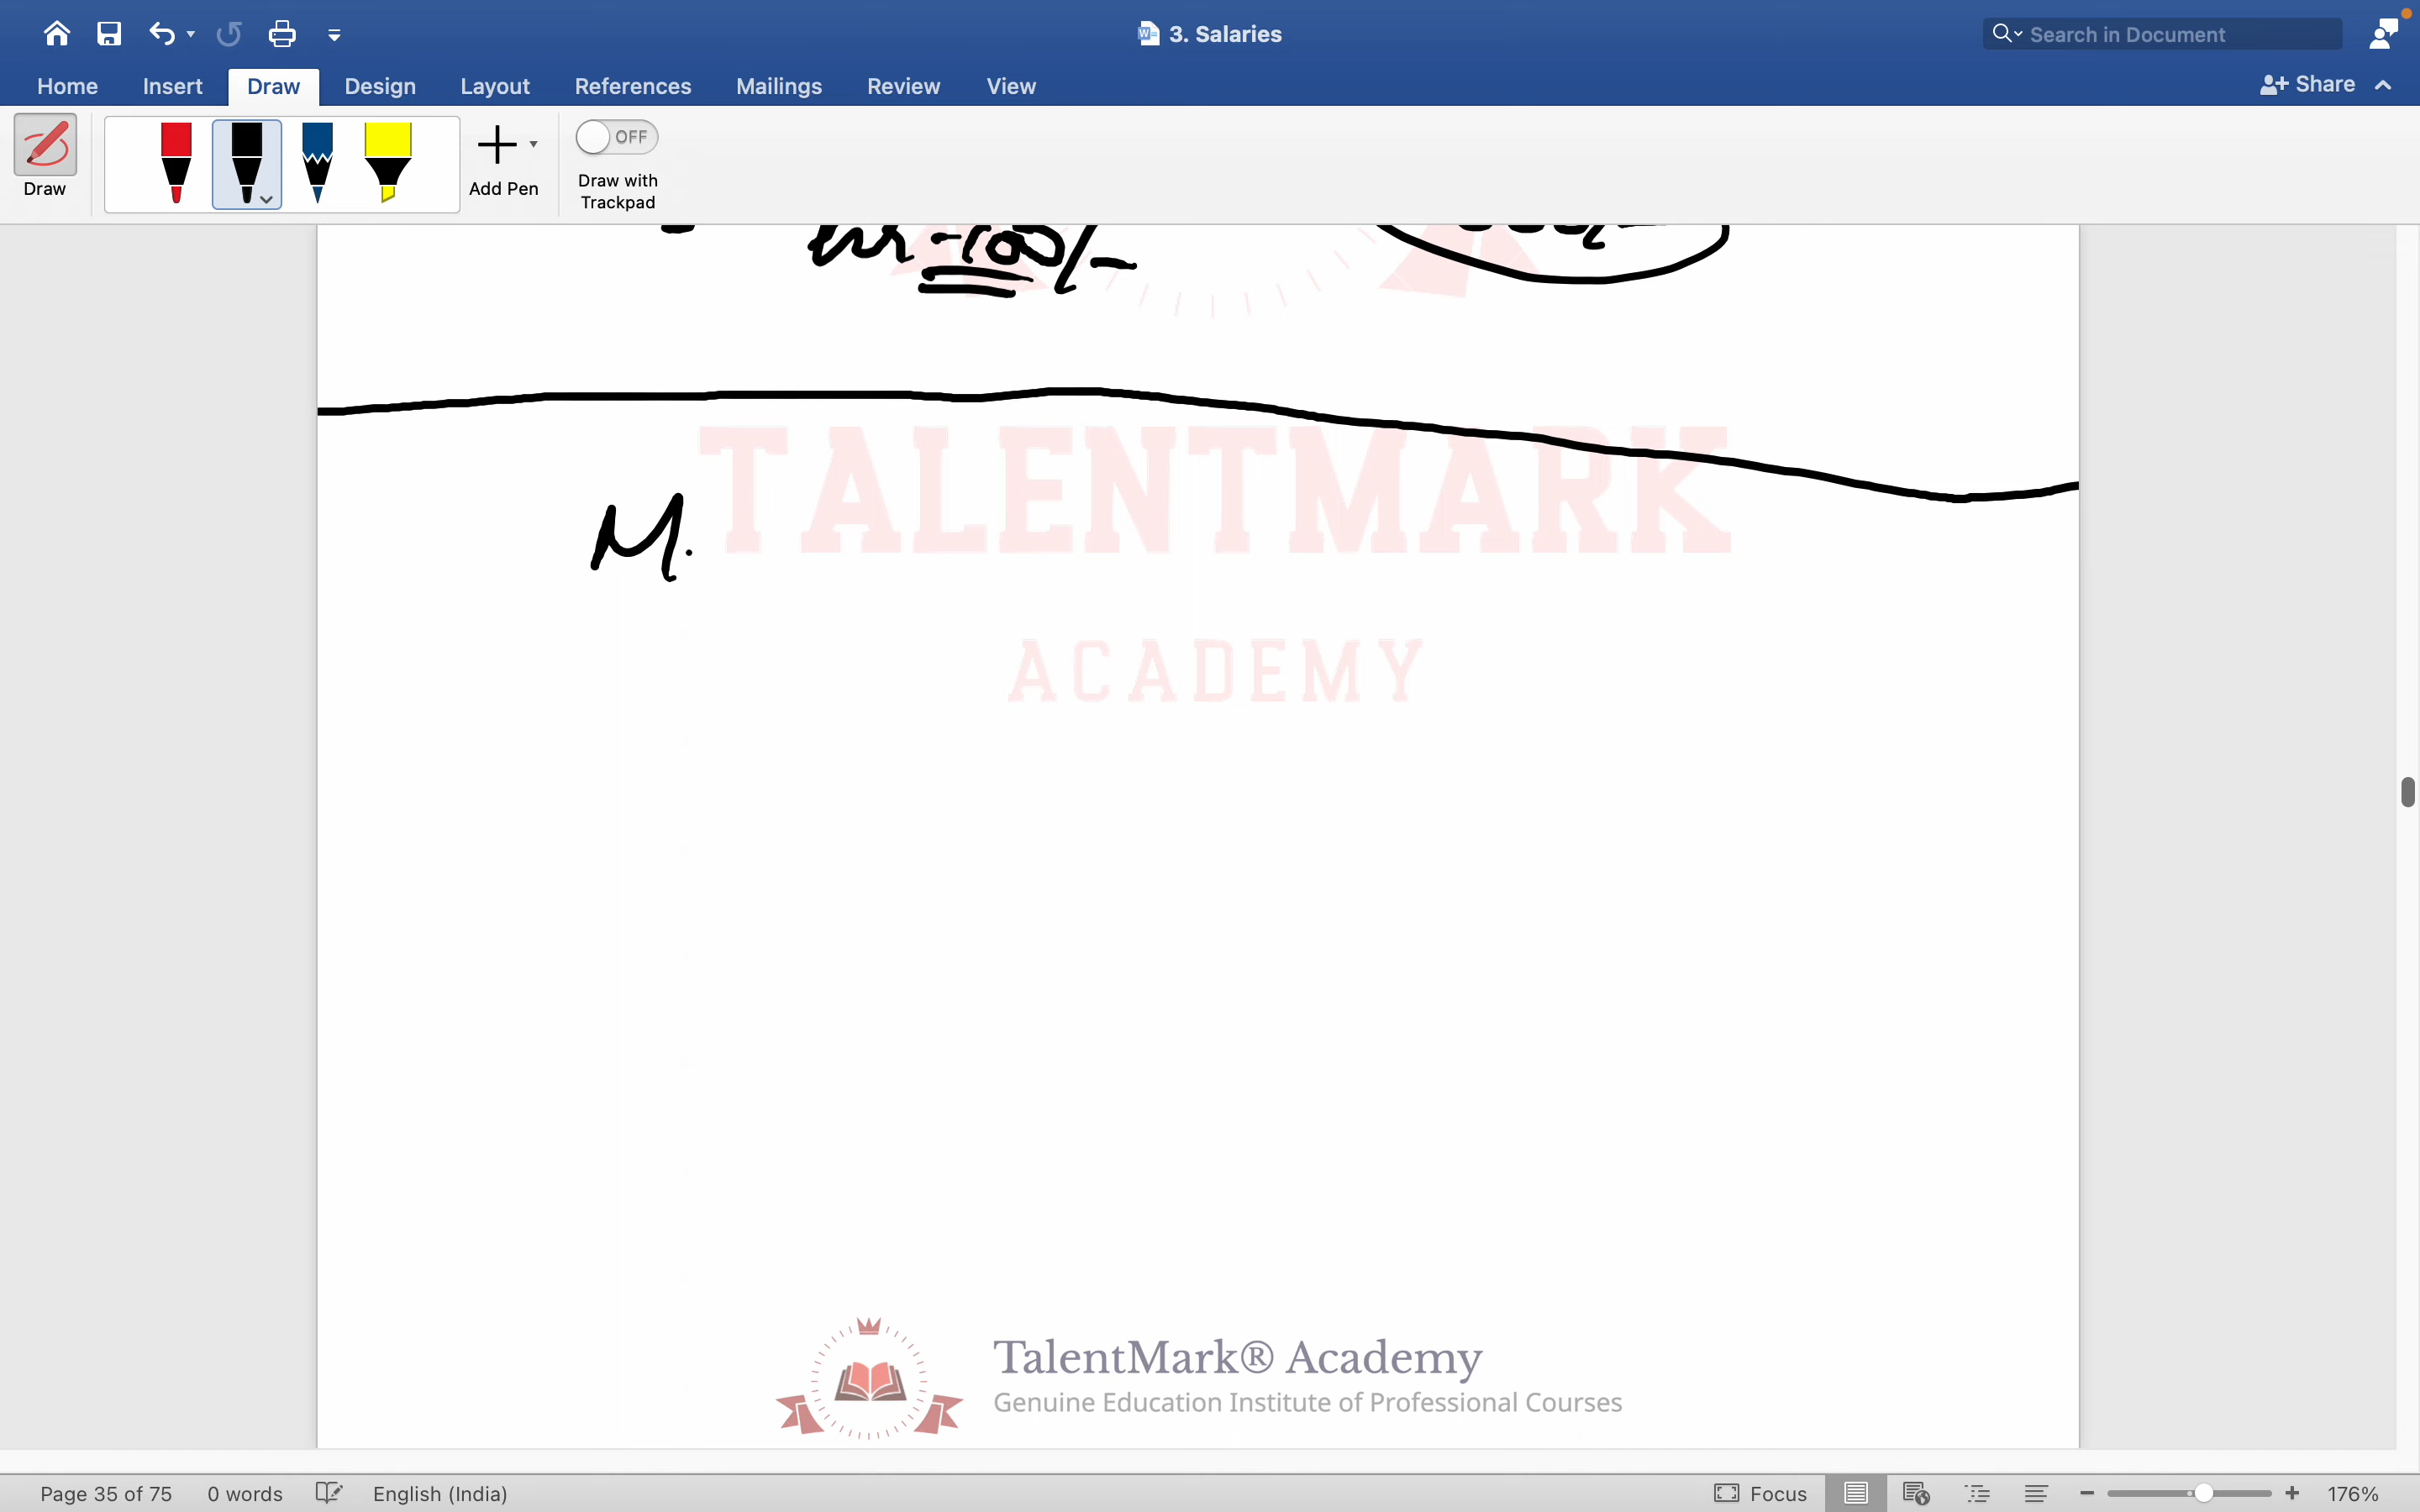 3. Salaries
Search in Document
Home Insert Draw Design Layout References Mailings Review View
Share
Draw
Add Pen
OFF
Draw with
Trackpad
M.
TALENTMARK
ACADEMY
TalentMark® Academy
Genuine Education Institute of Professional Courses
Page 35 of 75 0 words English (India) Focus 176%